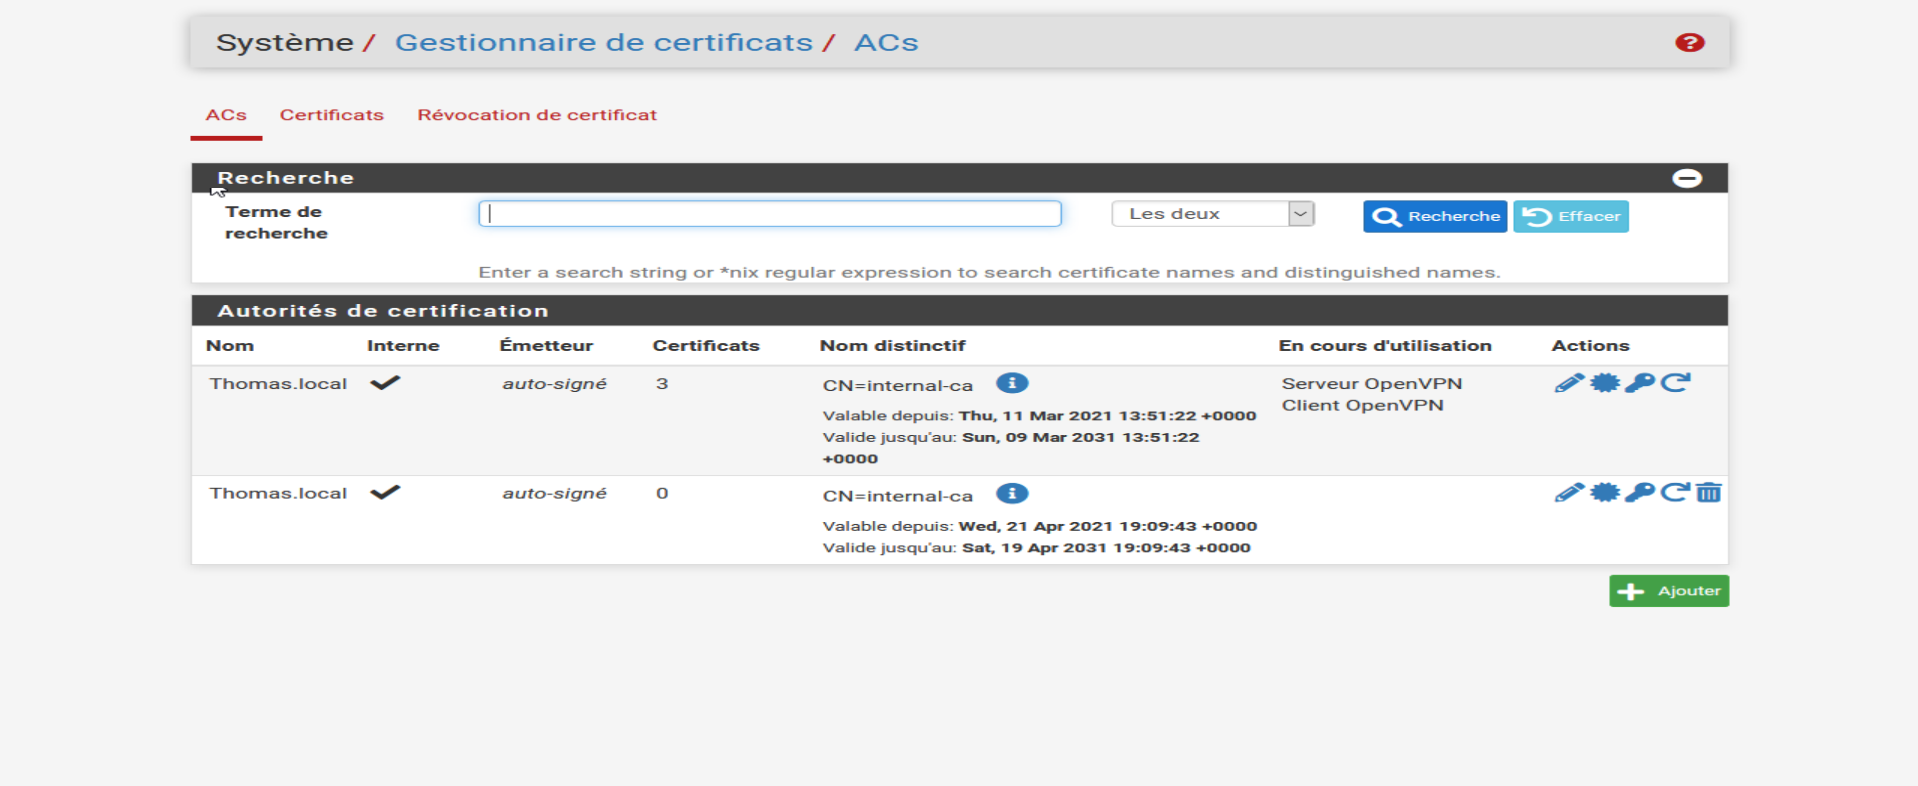 Système / Gestionnaire de certificats / ACs
ACs Certificats Révocation de certificat
Recherche
Terme de
recherche
Les deux
Recherche
Effacer
Enter a search string or *nix regular expression to search certificate names and distinguished names.
Autorités de certification
Nom Interne Émetteur Certificats Nom distinctif En cours d'utilisation Actions
Thomas.local auto-signé 3 CN=internal-ca Serveur OpenVPN
Client OpenVPN
Valable depuis: Thu, 11 Mar 2021 13:51:22 +0000
Valide jusqu'au: Sun, 09 Mar 2031 13:51:22
+0000
Thomas.local auto-signé 0 CN=internal-ca
Valable depuis: Wed, 21 Apr 2021 19:09:43 +0000
Valide jusqu'au: Sat, 19 Apr 2031 19:09:43 +0000
Ajouter